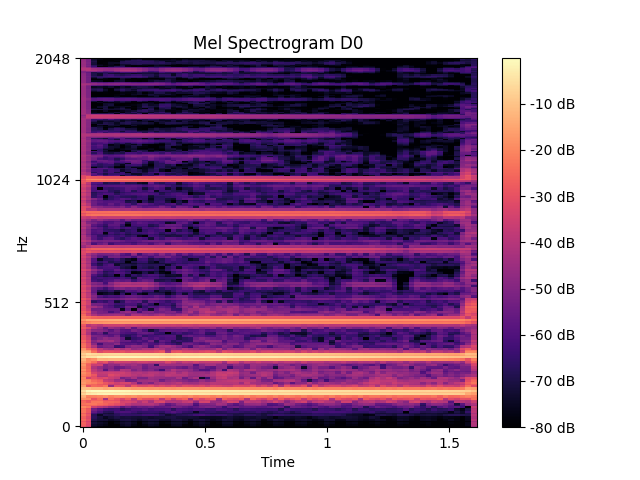 Mel Spectrogram D0
2048
1024
512
0
Hz
0
0.5
1
1.5
Time
-10 dB
-20 dB
-30 dB
-40 dB
-50 dB
-60 dB
-70 dB
-80 dB